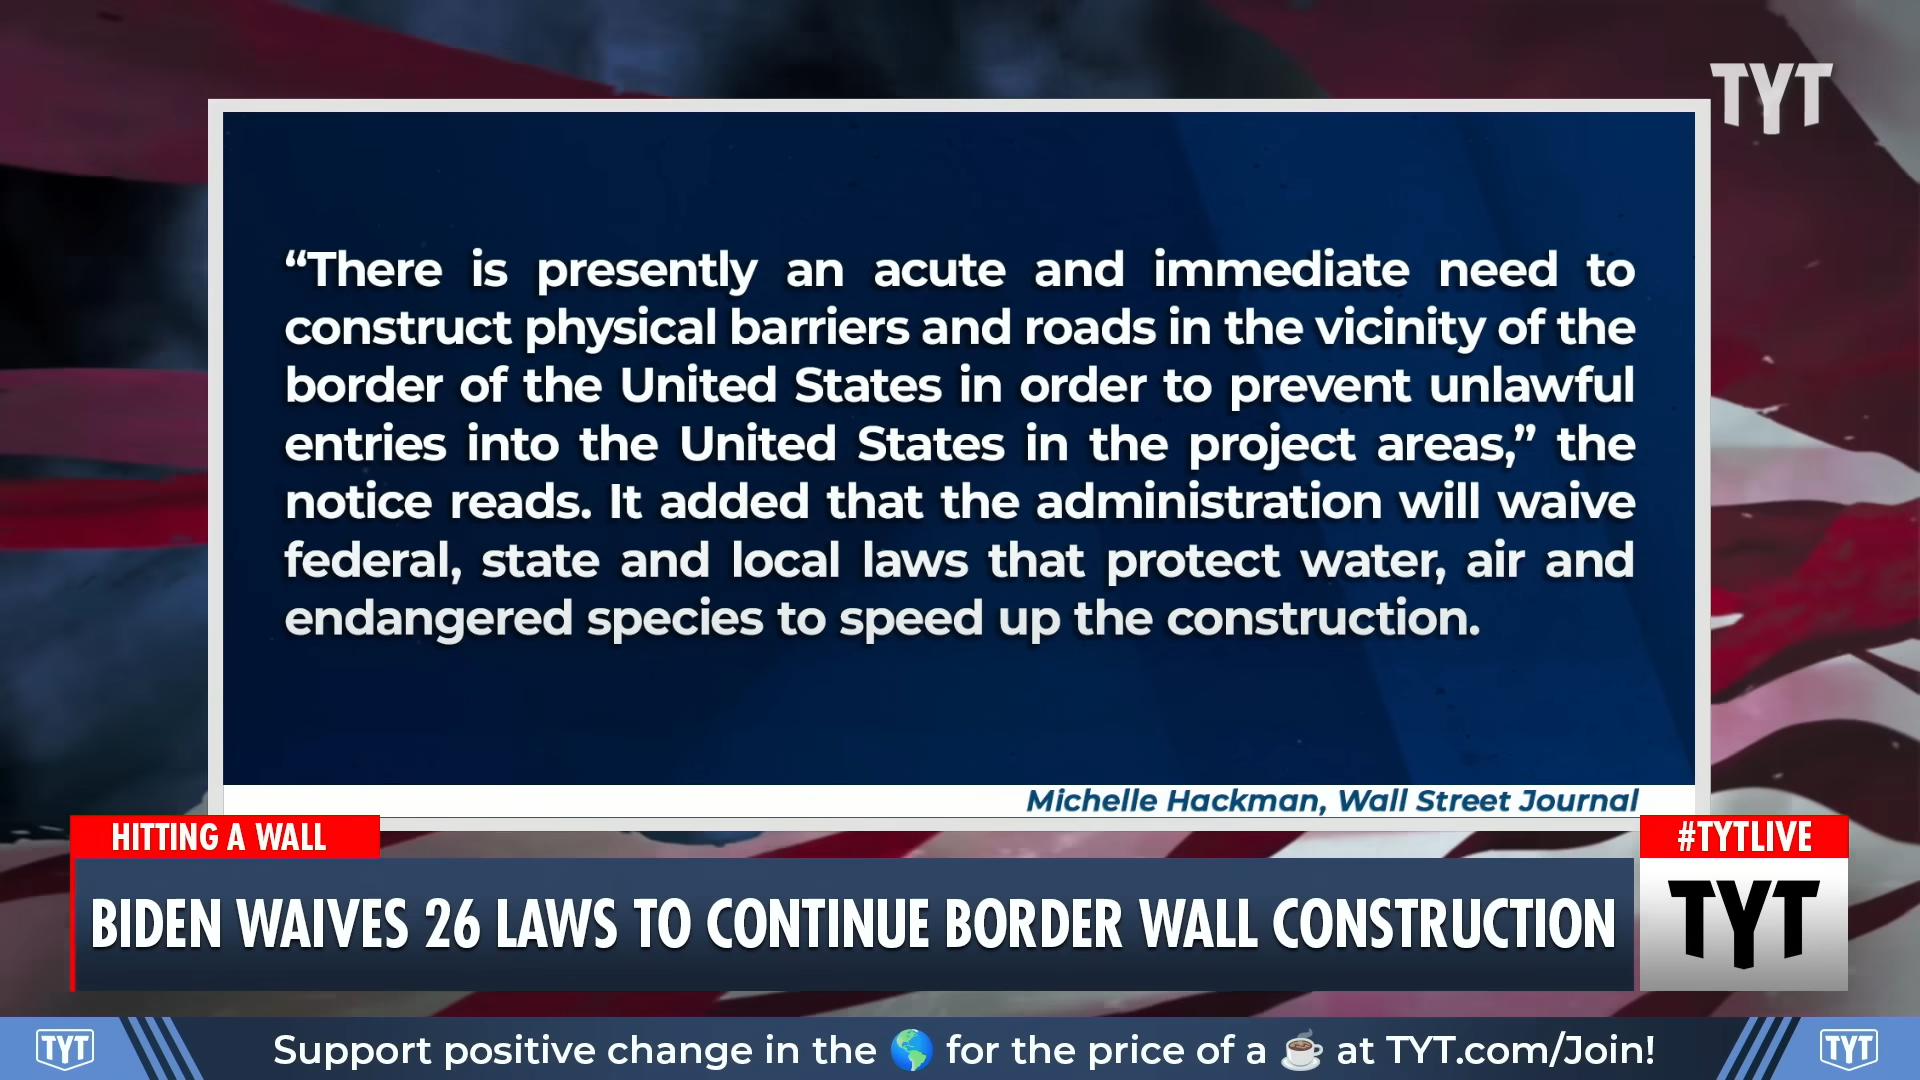 TYT
“There is presently an acute and immediate need to
construct physical barriers and roads in the vicinity of the
border of the United States in order to prevent unlawful
entries into the United States in the project areas,” the
notice reads. It added that the administration will waive
federal, state and local laws that protect water, air and
endangered species to speed up the construction.
Michelle Hackman, Wall Street Journal
HITTING A WALL
#TYTLIVE
BIDEN WAIVES 26 LAWS TO CONTINUE BORDER WALL CONSTRUCTION
TYT
TYT
Support positive change in the 🌎 for the price of a ☕ at TYT.com/Join!
TYT